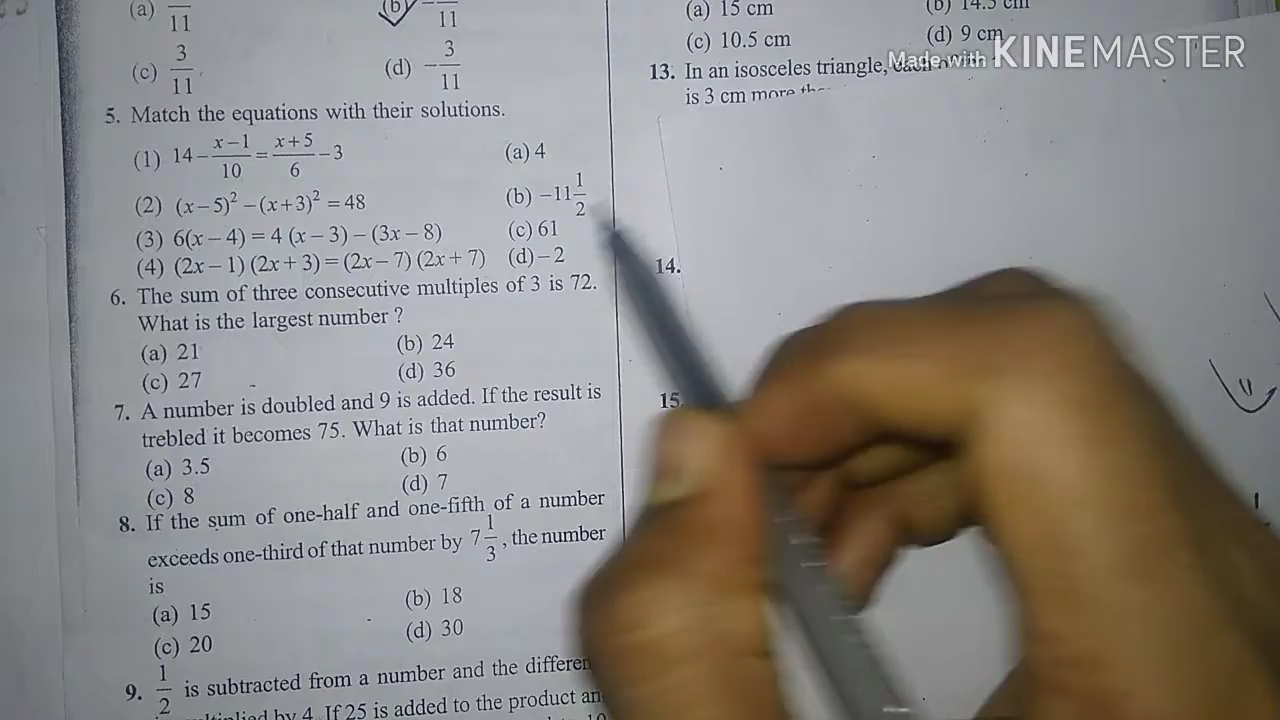 (a) 11
(b) − 11
(c) 3/11
(d) −3/11
5. Match the equations with their solutions.
(1) 14 − (x−1)/10 = (x+5)/6 − 3 (a) 4
(2) (x−5)² −(x+3)² = 48 (b) −11 1/2
(3) 6(x−4) = 4(x−3)−(3x−8) (c) 61
(4) (2x−1)(2x+3)=(2x−7)(2x+7) (d) −2
6. The sum of three consecutive multiples of 3 is 72.
What is the largest number ?
(a) 21 (b) 24
(c) 27 (d) 36
7. A number is doubled and 9 is added. If the result is
trebled it becomes 75. What is that number?
(a) 3.5 (b) 6
(c) 8 (d) 7
8. If the sum of one-half and one-fifth of a number
exceeds one-third of that number by 7 1/3, the number
is
(a) 15 (b) 18
(c) 20 (d) 30
9. 1/2 is subtracted from a number and the
by 4. If 25 is added to the product
(a) 15 cm (b) 14.5 cm
(c) 10.5 cm (d) 9 cm
Made with KINEMASTER
13. In an isosceles triangle, each
is 3 cm more
14.
15.